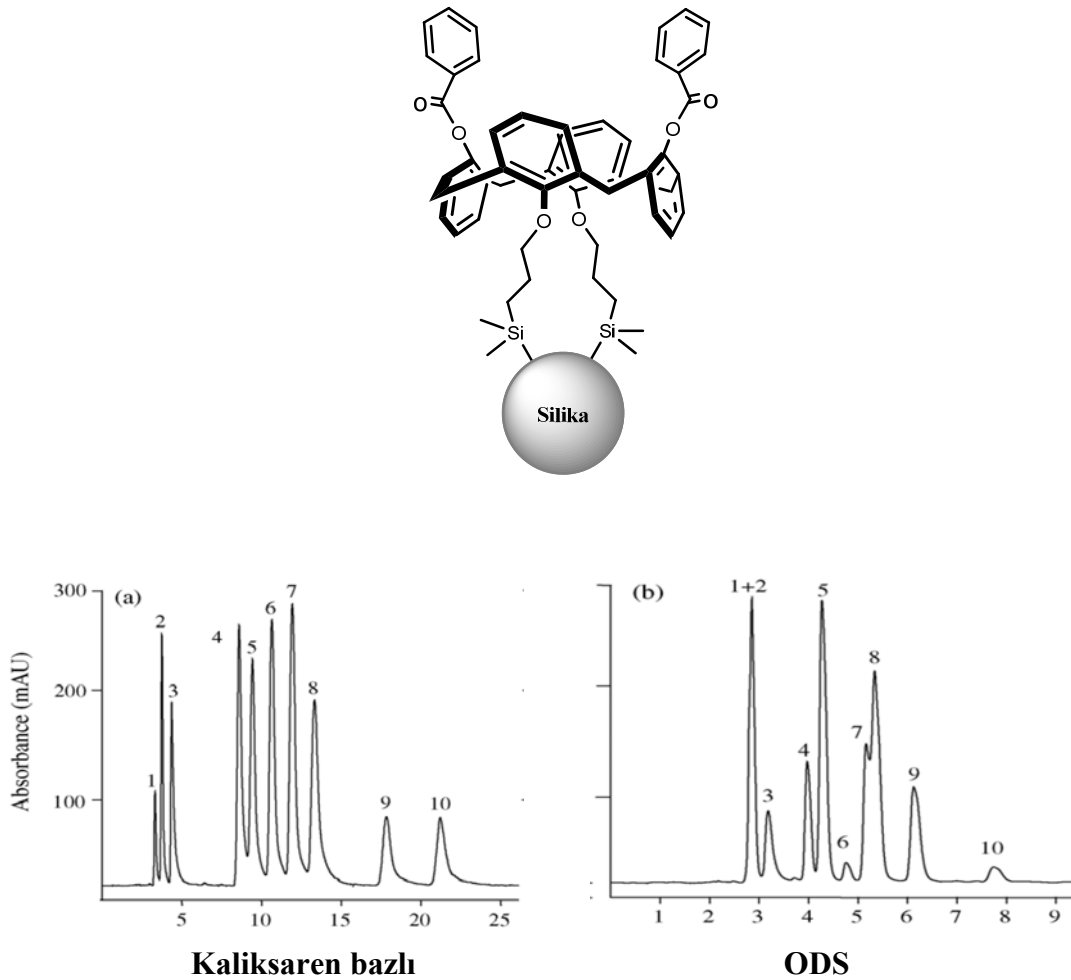 O O
O O
O O
Si Si
Silika
300 (a) 7
2 6
4 5
200 3 8
Absorbance (mAU)
1
100 9 10
5 10 15 20 25
Kaliksaren bazlı
1+2 (b) 5
8
4 7
9
3
6 10
1 2 3 4 5 6 7 8 9
ODS